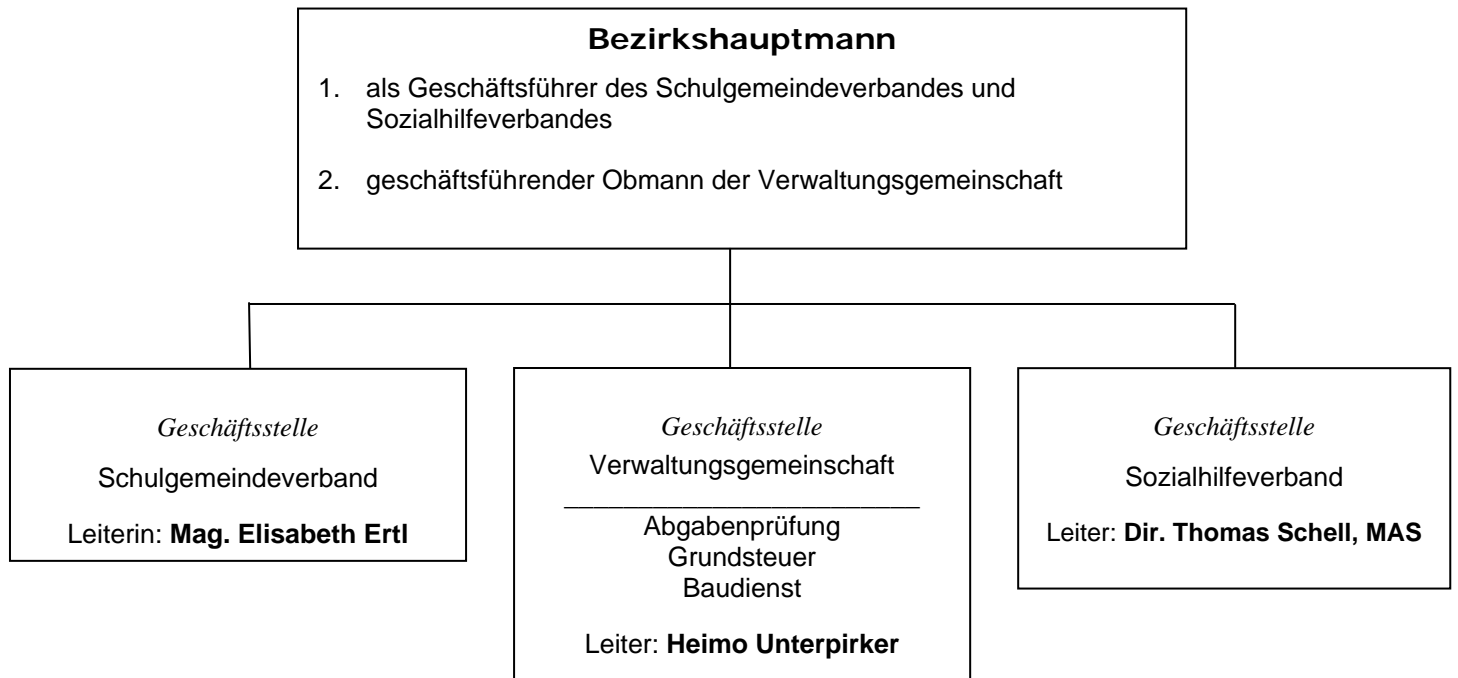 Bezirkshauptmann
1. als Geschäftsführer des Schulgemeindeverbandes und
Sozialhilfeverbandes
2. geschäftsführender Obmann der Verwaltungsgemeinschaft
Geschäftsstelle
Schulgemeindeverband
Leiterin: Mag. Elisabeth Ertl
Geschäftsstelle
Verwaltungsgemeinschaft
Abgabenprüfung
Grundsteuer
Baudienst
Leiter: Heimo Unterpirker
Geschäftsstelle
Sozialhilfeverband
Leiter: Dir. Thomas Schell, MAS